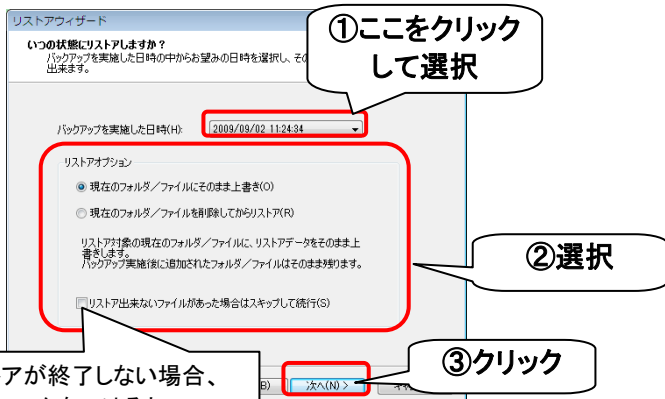 リストアウィザード
①ここをクリック
して選択
いつの状態にリストアしますか？
バックアップを実施した日時の中からお望みの日時を選択し、その
出来ます。
バックアップを実施した日時(H):
2009/09/02 11:24:34
リストアオプション
現在のフォルダ／ファイルにそのまま上書き(O)
現在のフォルダ／ファイルを削除してからリストア(R)
リストア対象の現在のフォルダ／ファイルに、リストアデータをそのまま上
書きします。
バックアップ実施後に追加されたフォルダ／ファイルはそのまま残ります。
②選択
リストア出来ないファイルがあった場合はスキップして続行(S)
③クリック
アが終了しない場合、
B)
次へ(N) >